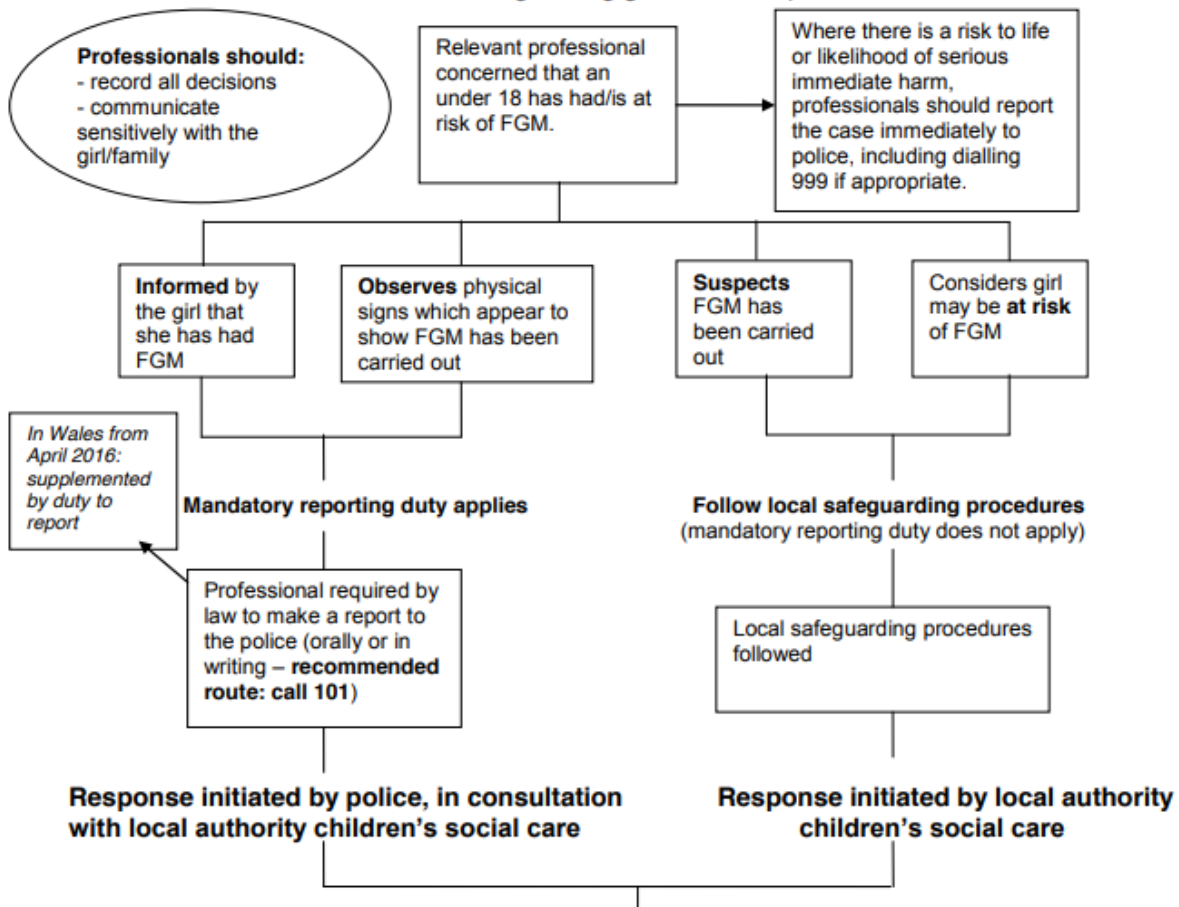 Professionals should:
- record all decisions
- communicate
sensitively with the
girl/family
Relevant professional
concerned that an
under 18 has had/is at
risk of FGM.
Where there is a risk to life
or likelihood of serious
immediate harm,
professionals should report
the case immediately to
police, including dialling
999 if appropriate.
Informed by
the girl that
she has had
FGM
Observes physical
signs which appear to
show FGM has been
carried out
Suspects
FGM has
been carried
out
Considers girl
may be at risk
of FGM
In Wales from
April 2016:
supplemented
by duty to
report
Mandatory reporting duty applies
Follow local safeguarding procedures
(mandatory reporting duty does not apply)
Professional required by
law to make a report to
the police (orally or in
writing – recommended
route: call 101)
Local safeguarding procedures
followed
Response initiated by police, in consultation
with local authority children's social care
Response initiated by local authority
children's social care